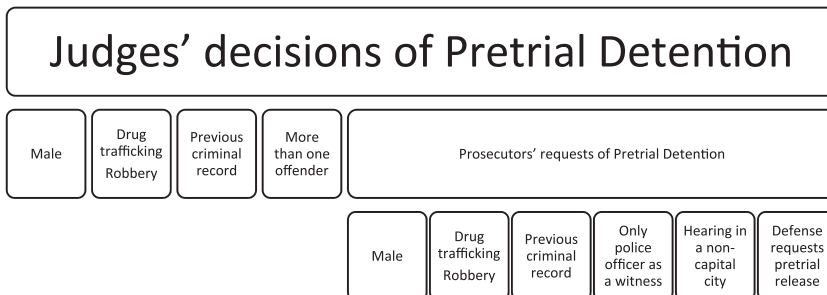 Judges’ decisions of Pretrial Detention
Male
Drug
trafficking
Robbery
Previous
criminal
record
More
than one
offender
Prosecutors’ requests of Pretrial Detention
Male
Drug
trafficking
Robbery
Previous
criminal
record
Only
police
officer as
a witness
Hearing in
a non-
capital
city
Defense
requests
pretrial
release